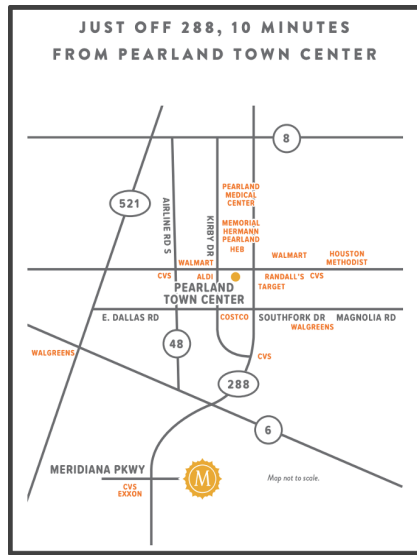 JUST OFF 288, 10 MINUTES
FROM PEARLAND TOWN CENTER
8
PEARLAND
MEDICAL
CENTER
521
AIRLINE RD S
KIRBY DR
MEMORIAL
HERMANN
PEARLAND
HEB
WALMART
WALMART
HOUSTON
METHODIST
CVS
ALDI
RANDALL'S
CVS
TARGET
PEARLAND
TOWN CENTER
E. DALLAS RD
COSTCO
SOUTHFORK DR
MAGNOLIA RD
WALGREENS
48
WALGREENS
CVS
288
6
MERIDIANA PKWY
M
Map not to scale.
CVS
EXXON